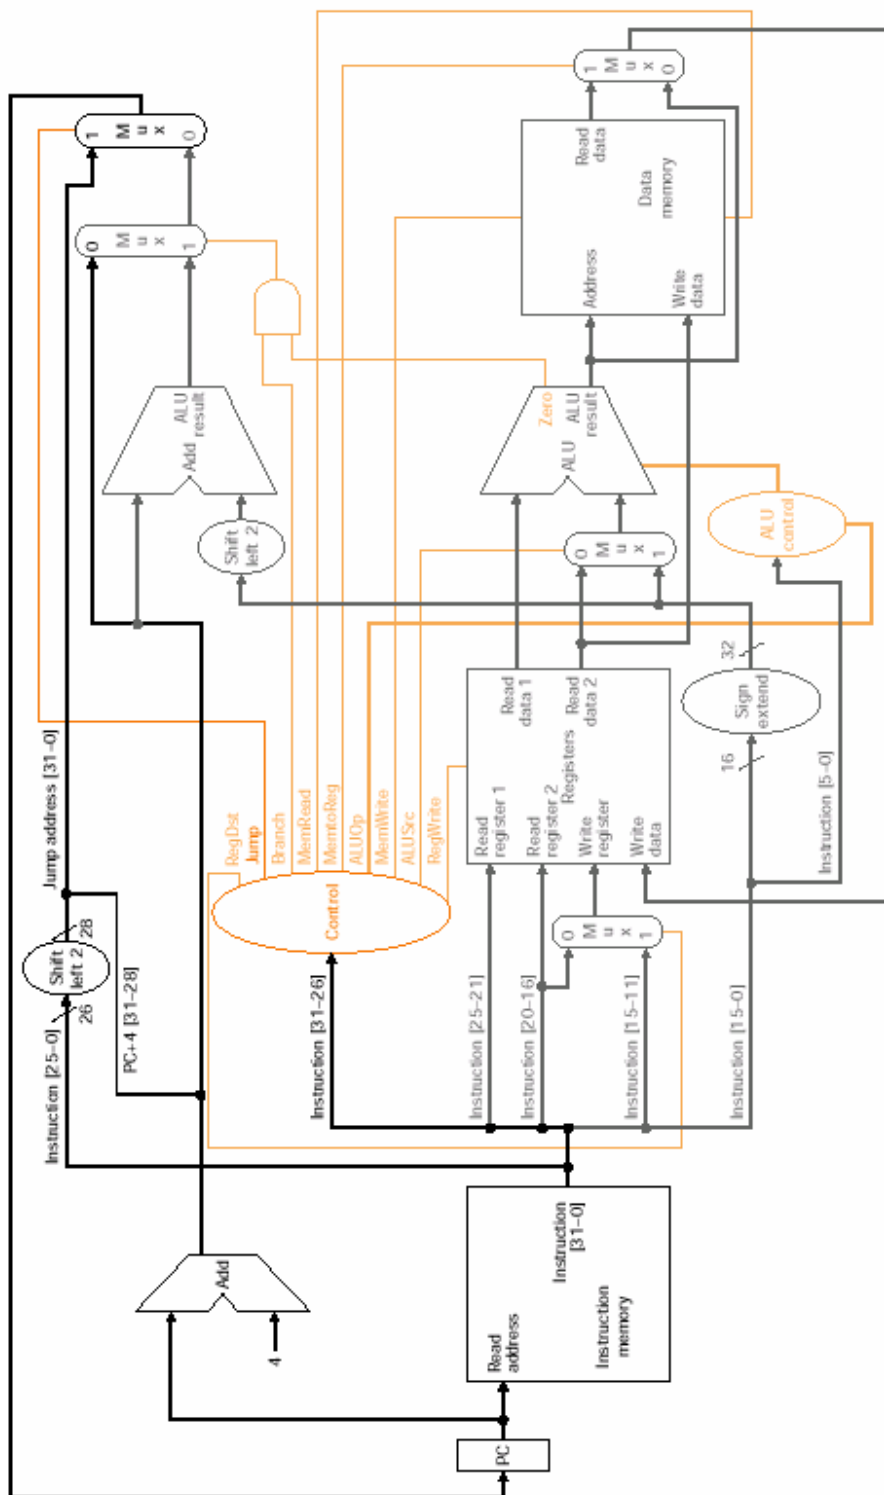 Jump address [31–0]
Instruction [25–0]
26
Shift
left 2
28
PC+4 [31–28]
Add
4
PC
Read
address
Instruction
[31–0]
Instruction
memory
Instruction [31–26]
Control
RegDst
Jump
Branch
MemRead
MemtoReg
ALUOp
MemWrite
ALUSrc
RegWrite
Instruction [25–21]
Instruction [20–16]
Instruction [15–11]
Instruction [15–0]
Instruction [5–0]
0
M
u
x
1
Read
register 1
Read
register 2
Write
register
Write
data
Registers
Read
data 1
Read
data 2
16
Sign
extend
32
0
M
u
x
1
Shift
left 2
Add
ALU
result
ALU
Zero
ALU
result
ALU
control
0
M
u
x
1
1
M
u
x
0
Address
Write
data
Data
memory
Read
data
1
M
u
x
0